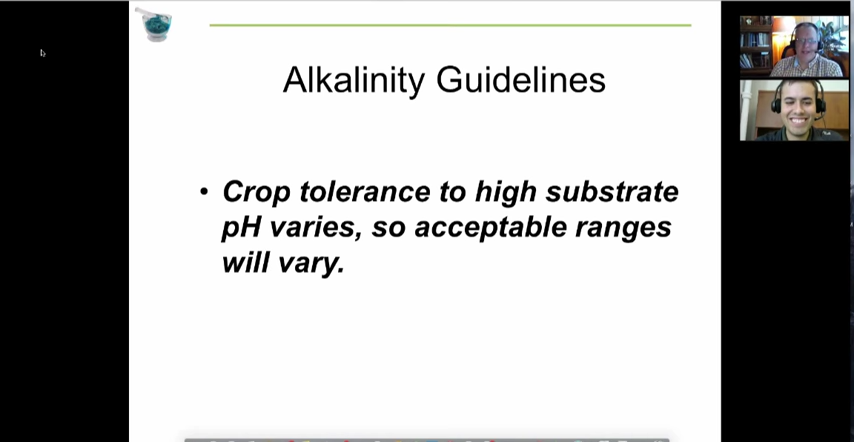 Alkalinity Guidelines
• Crop tolerance to high substrate
pH varies, so acceptable ranges
will vary.